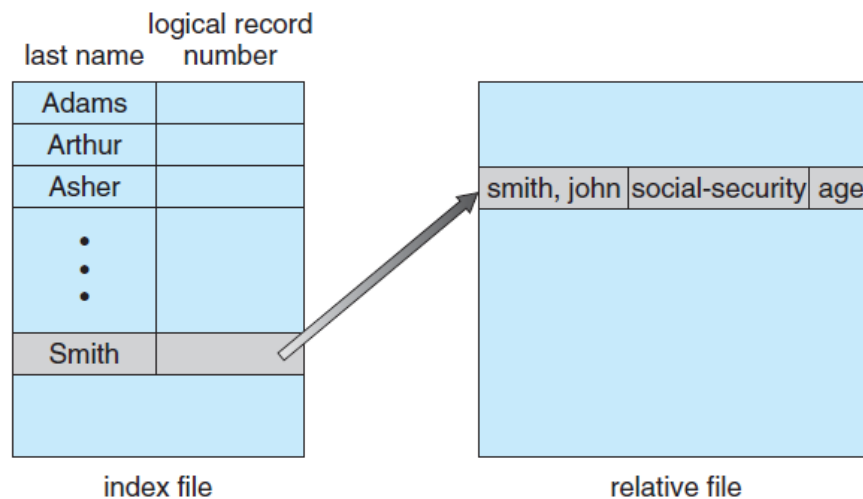 logical record
last name number
Adams
Arthur
Asher
Smith
smith, john social-security age
index file relative file